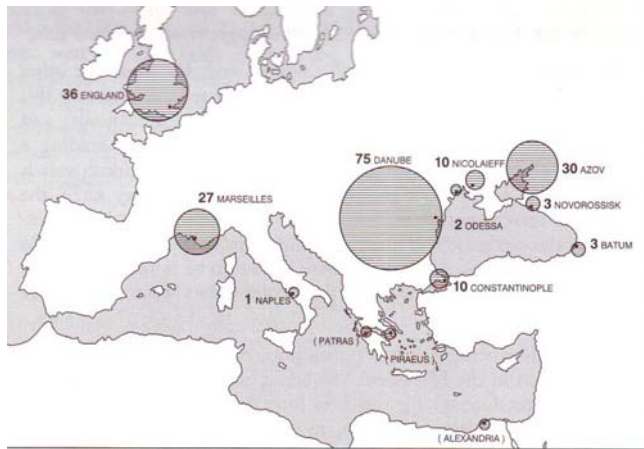 36 ENGLAND
75 DANUBE
10 NICOLAIEFF
30 AZOV
27 MARSEILLES
3 NOVOROSSISK
2 ODESSA
3 BATUM
10 CONSTANTINOPLE
1 NAPLES
(PATRAS)
(PIRAEUS)
(ALEXANDRIA)